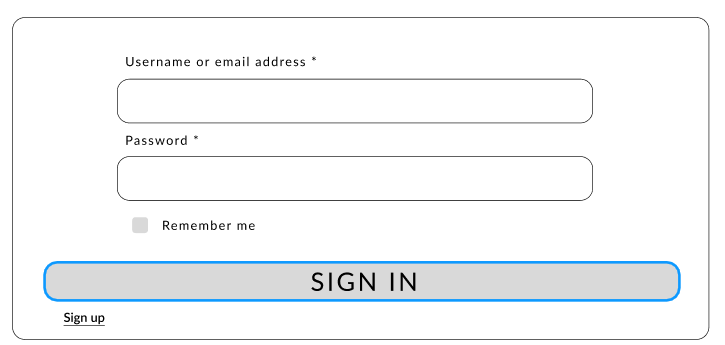 Username or email address *
Password *
Remember me
SIGN IN
Sign up